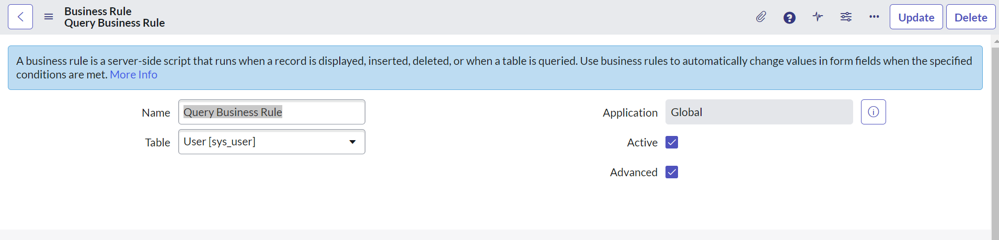 Business Rule
Query Business Rule
Update
Delete
A business rule is a server-side script that runs when a record is displayed, inserted, deleted, or when a table is queried. Use business rules to automatically change values in form fields when the specified
conditions are met. More Info
Name
Query Business Rule
Application
Global
Table
User [sys_user]
Active
Advanced